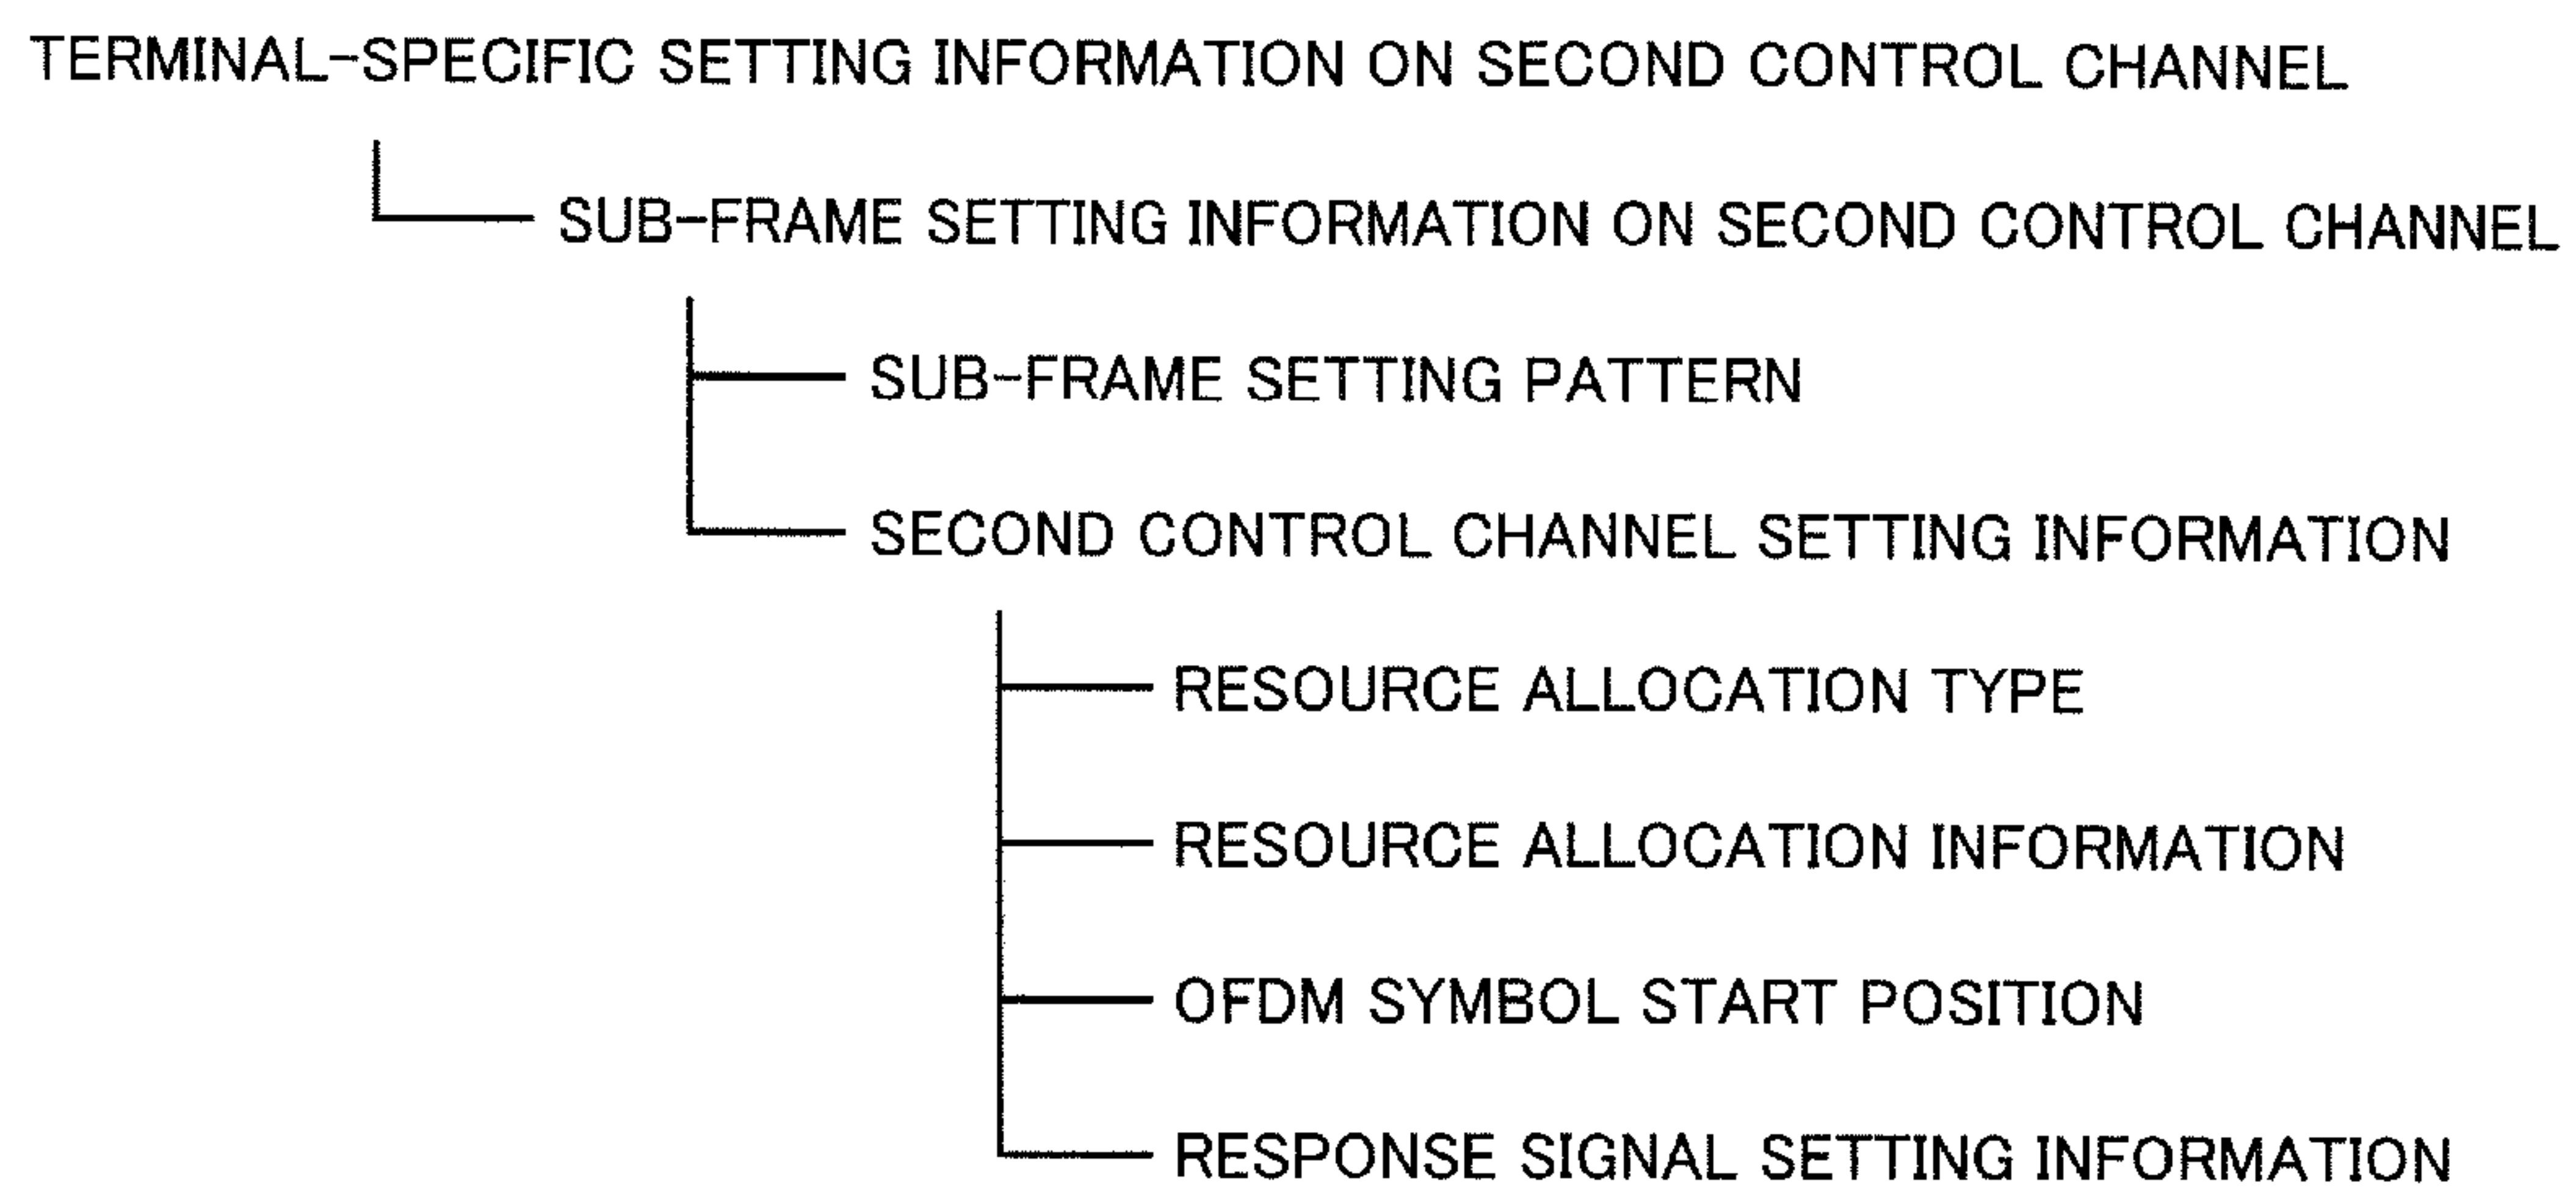 TERMINAL-SPECIFIC SETTING INFORMATION ON SECOND CONTROL CHANNEL
SUB-FRAME SETTING INFORMATION ON SECOND CONTROL CHANNEL
SUB-FRAME SETTING PATTERN
SECOND CONTROL CHANNEL SETTING INFORMATION
RESOURCE ALLOCATION TYPE
RESOURCE ALLOCATION INFORMATION
OFDM SYMBOL START POSITION
RESPONSE SIGNAL SETTING INFORMATION